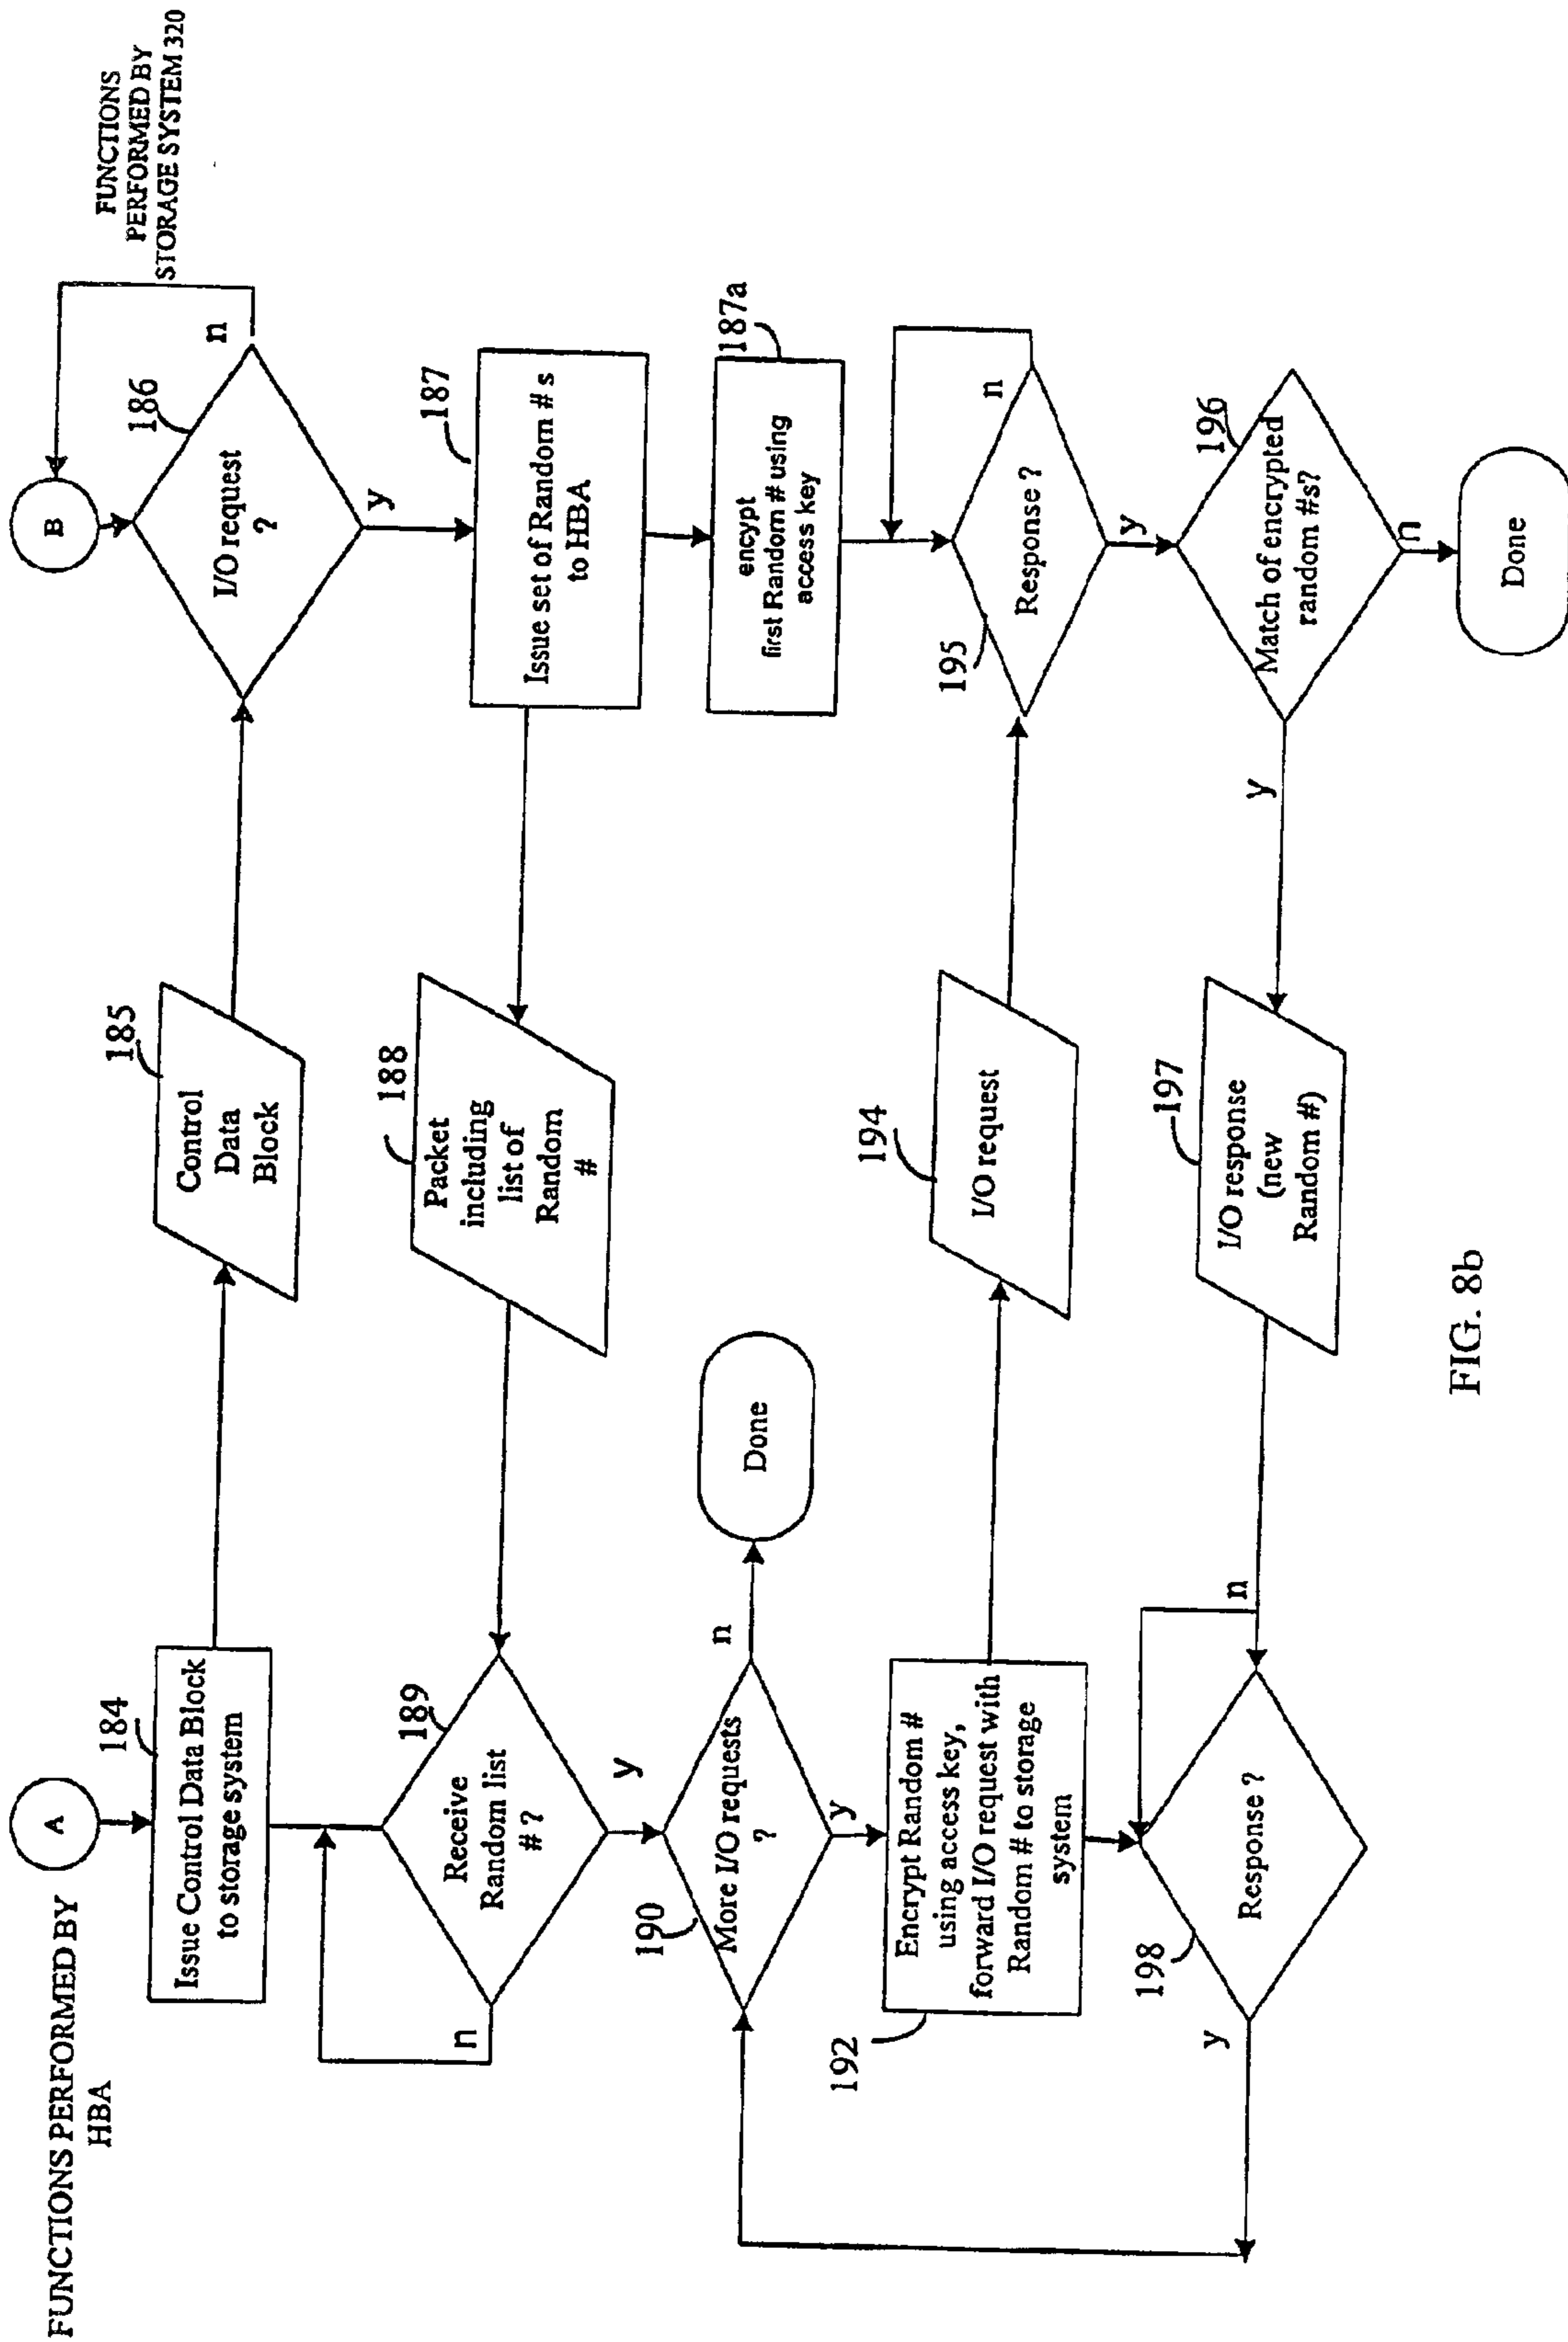 FUNCTIONS PERFORMED BY
HBA
A
184
Issue Control Data Block
to storage system
185
Control
Data
Block
B
FUNCTIONS
PERFORMED BY
STORAGE SYSTEM 320
186
I/O request
?
n
y
187
Issue set of Random # s
to HBA
188
Packet
including
list of
Random
#
189
Receive
Random list
# ?
n
y
187a
encypt
first Random # using
access key
190
More I/O requests
?
n
Done
y
192
Encrypt Random #
using access key,
forward I/O request with
Random # to storage
system
194
I/O request
195
Response ?
n
y
196
Match of encrypted
random #s?
y
n
Done
197
I/O response
(new
Random #)
198
Response ?
n
y
FIG. 8b